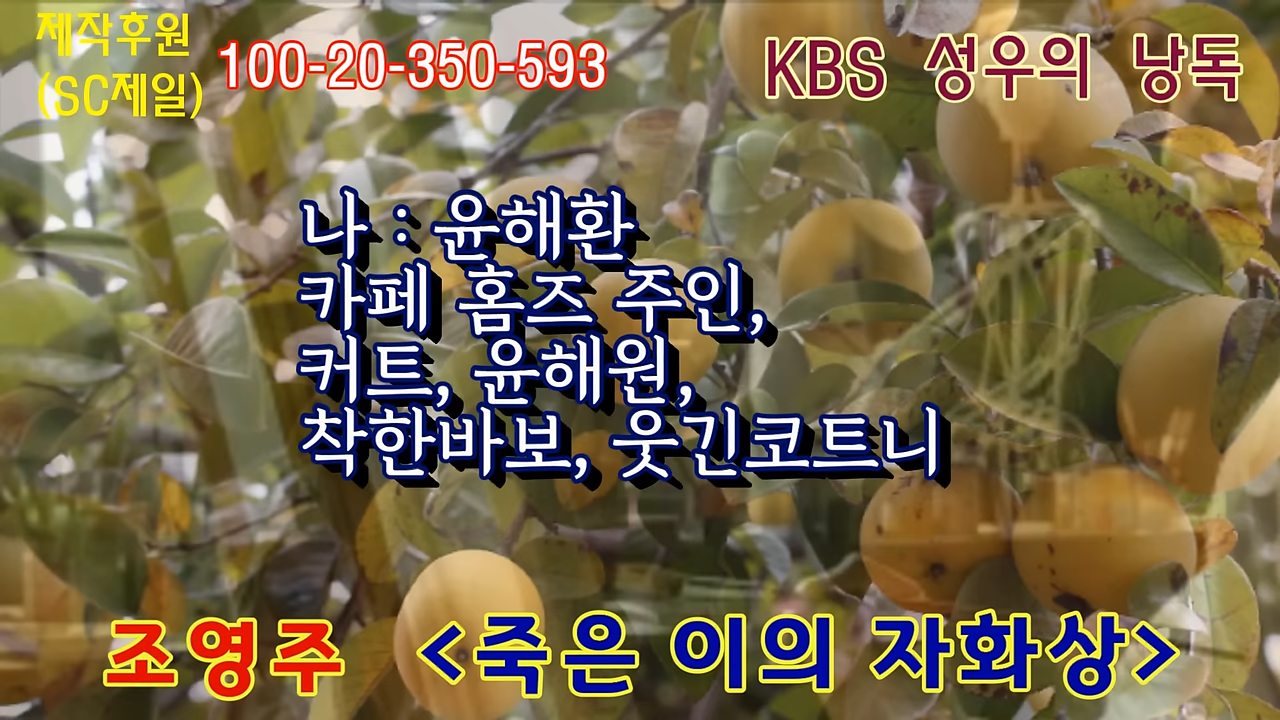 제작후원
(SC제일)
100-20-350-593
KBS 성우의 낭독
나 : 윤해환
카페 홈즈 주인,
커트, 윤해원,
착한바보, 웃긴코트니
조영주 <죽은 이의 자화상>